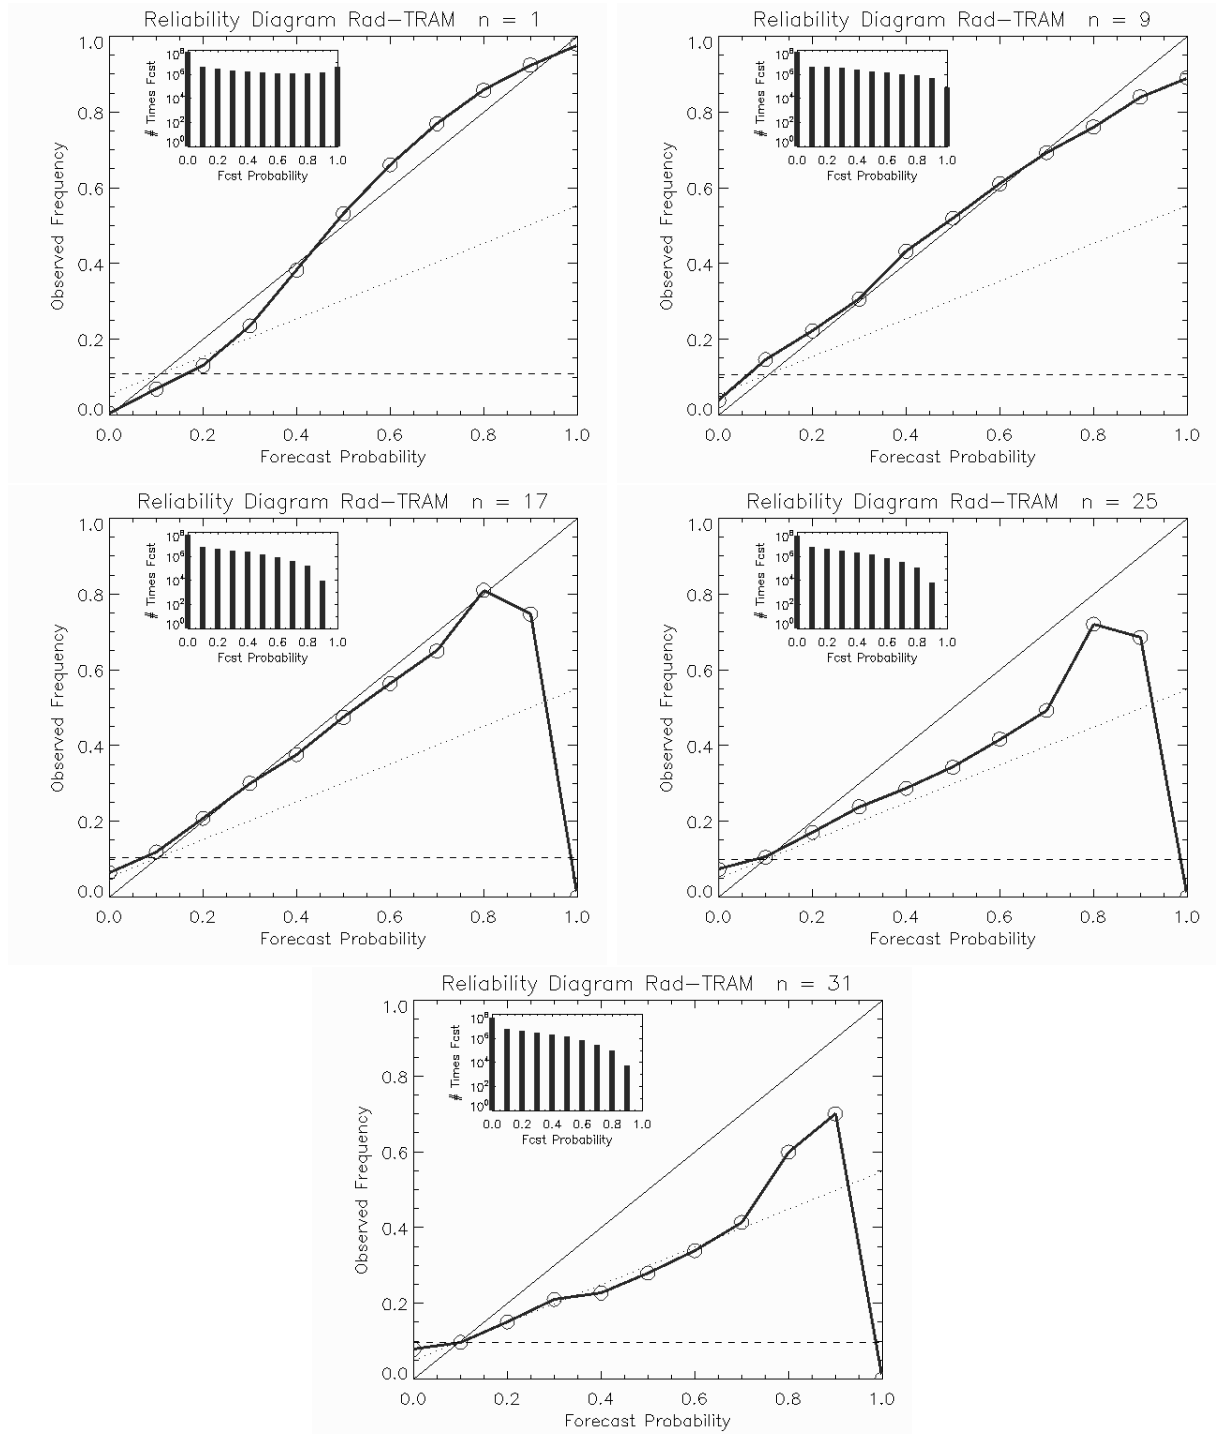 Reliability Diagram Rad-TRAM n = 1
1.0
0.8
0.6
0.4
0.2
0.0
Observed Frequency
10^8
10^6
10^4
10^2
10^0
# Times Fcst
0.0 0.2 0.4 0.6 0.8 1.0
Fcst Probability
0.0 0.2 0.4 0.6 0.8 1.0
Forecast Probability
Reliability Diagram Rad-TRAM n = 9
1.0
0.8
0.6
0.4
0.2
0.0
Observed Frequency
10^8
10^6
10^4
10^2
10^0
# Times Fcst
0.0 0.2 0.4 0.6 0.8 1.0
Fcst Probability
0.0 0.2 0.4 0.6 0.8 1.0
Forecast Probability
Reliability Diagram Rad-TRAM n = 17
1.0
0.8
0.6
0.4
0.2
0.0
Observed Frequency
10^8
10^6
10^4
10^2
10^0
# Times Fcst
0.0 0.2 0.4 0.6 0.8 1.0
Fcst Probability
0.0 0.2 0.4 0.6 0.8 1.0
Forecast Probability
Reliability Diagram Rad-TRAM n = 25
1.0
0.8
0.6
0.4
0.2
0.0
Observed Frequency
10^8
10^6
10^4
10^2
10^0
# Times Fcst
0.0 0.2 0.4 0.6 0.8 1.0
Fcst Probability
0.0 0.2 0.4 0.6 0.8 1.0
Forecast Probability
Reliability Diagram Rad-TRAM n = 31
1.0
0.8
0.6
0.4
0.2
0.0
Observed Frequency
10^8
10^6
10^4
10^2
10^0
# Times Fcst
0.0 0.2 0.4 0.6 0.8 1.0
Fcst Probability
0.0 0.2 0.4 0.6 0.8 1.0
Forecast Probability